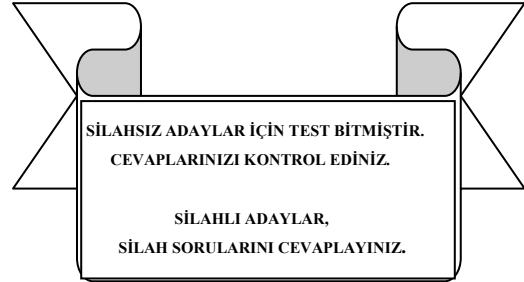 SİLAHSIZ ADAYLAR İÇİN TEST BİTMİŞTİR.
CEVAPLARINIZI KONTROL EDİNİZ.
SİLAHLI ADAYLAR,
SİLAH SORULARINI CEVAPLAYINIZ.